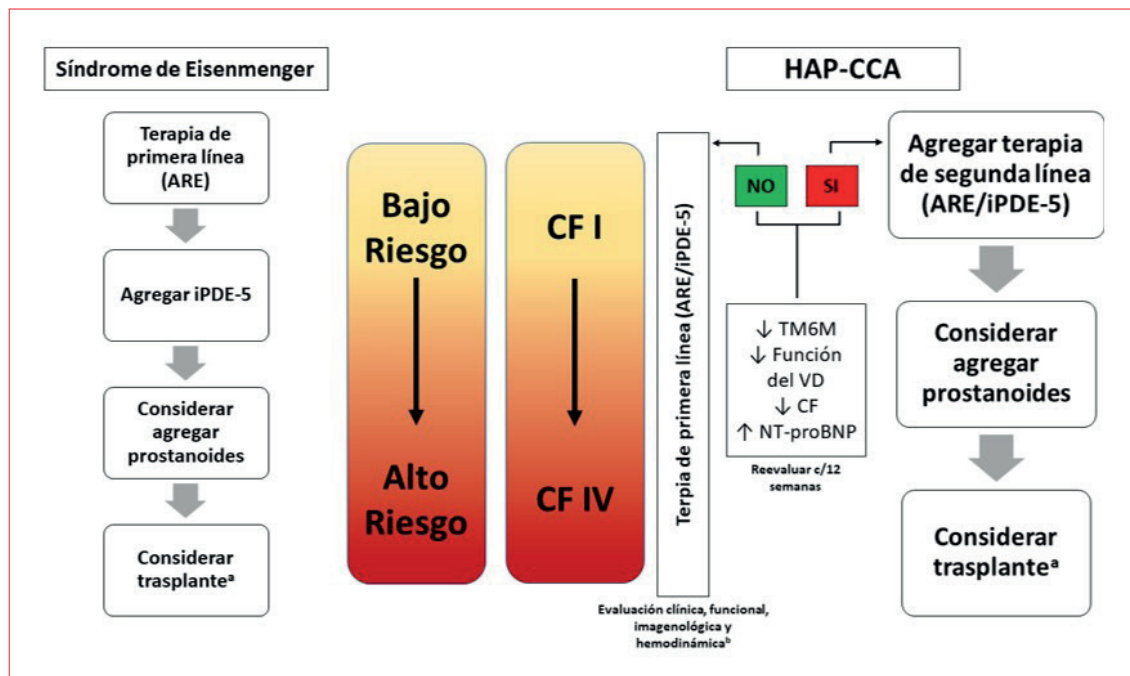 Síndrome de Eisenmenger
Terapia de
primera línea
(ARE)
Agregar iPDE-5
Considerar
agregar
prostanoides
Considerar
trasplanteᵃ
Bajo
Riesgo
Alto
Riesgo
CF I
CF IV
HAP-CCA
Terpia de primera línea (ARE/iPDE-5)
Evaluación clínica, funcional,
imagenológica y
hemodinámicaᵇ
NO
SI
↓ TM6M
↓ Función
del VD
↓ CF
↑ NT-proBNP
Reevaluar c/12
semanas
Agregar terapia
de segunda línea
(ARE/iPDE-5)
Considerar
agregar
prostanoides
Considerar
trasplanteᵃ